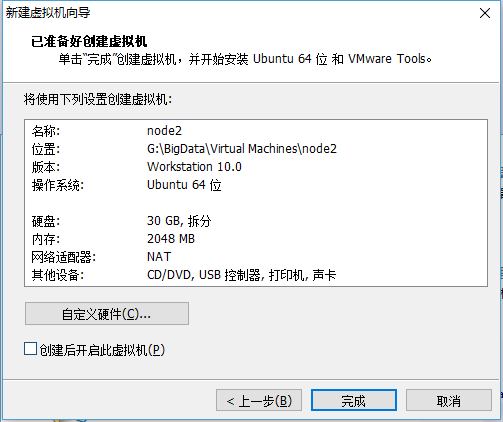 新建虚拟机向导
已准备好创建虚拟机
单击“完成”创建虚拟机，并开始安装 Ubuntu 64 位 和 VMware Tools。
将使用下列设置创建虚拟机:
名称: node2
位置: G:\BigData\Virtual Machines\node2
版本: Workstation 10.0
操作系统: Ubuntu 64 位
硬盘: 30 GB, 拆分
内存: 2048 MB
网络适配器: NAT
其他设备: CD/DVD, USB 控制器, 打印机, 声卡
自定义硬件(C)...
创建后开启此虚拟机(P)
< 上一步(B) 完成 取消